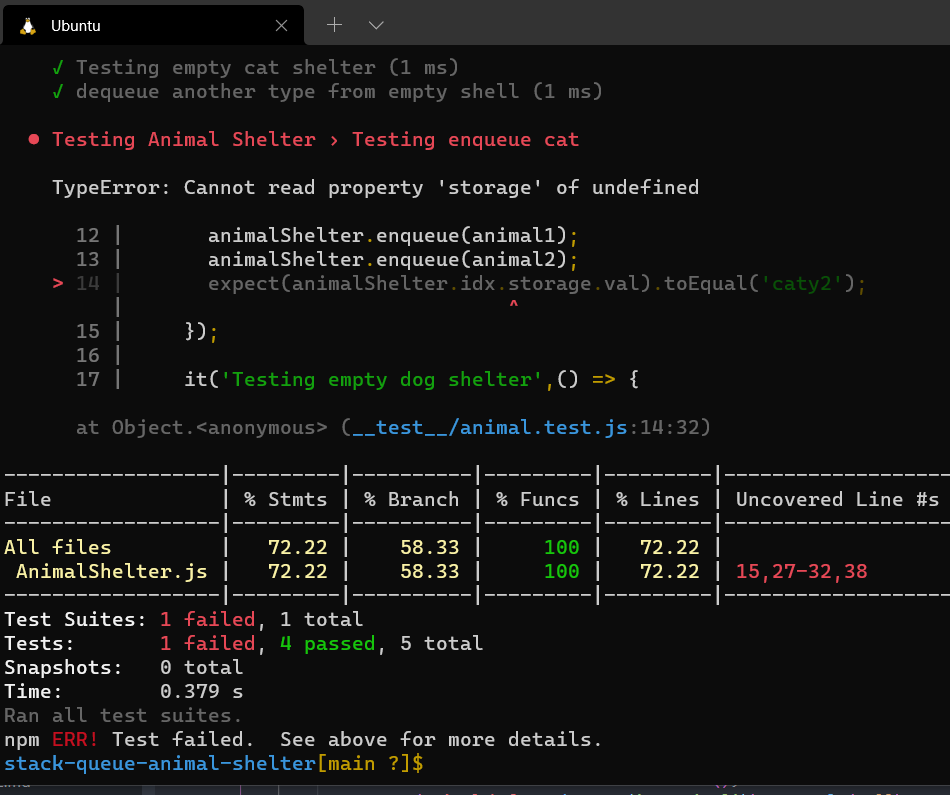 Ubuntu
√ Testing empty cat shelter (1 ms)
√ dequeue another type from empty shell (1 ms)
● Testing Animal Shelter › Testing enqueue cat
TypeError: Cannot read property 'storage' of undefined
12 |       animalShelter.enqueue(animal1);
13 |       animalShelter.enqueue(animal2);
> 14 |       expect(animalShelter.idx.storage.val).toEqual('caty2');
|                                 ^
15 |     });
16 |
17 |     it('Testing empty dog shelter',() => {
at Object.<anonymous> (__test__/animal.test.js:14:32)
------------------|---------|----------|---------|---------|-------------------
File              | % Stmts | % Branch | % Funcs | % Lines | Uncovered Line #s
------------------|---------|----------|---------|---------|-------------------
All files         |   72.22 |    58.33 |     100 |   72.22 |
AnimalShelter.js |   72.22 |    58.33 |     100 |   72.22 | 15,27-32,38
------------------|---------|----------|---------|---------|-------------------
Test Suites: 1 failed, 1 total
Tests:       1 failed, 4 passed, 5 total
Snapshots:   0 total
Time:        0.379 s
Ran all test suites.
npm ERR! Test failed.  See above for more details.
stack-queue-animal-shelter[main ?]$